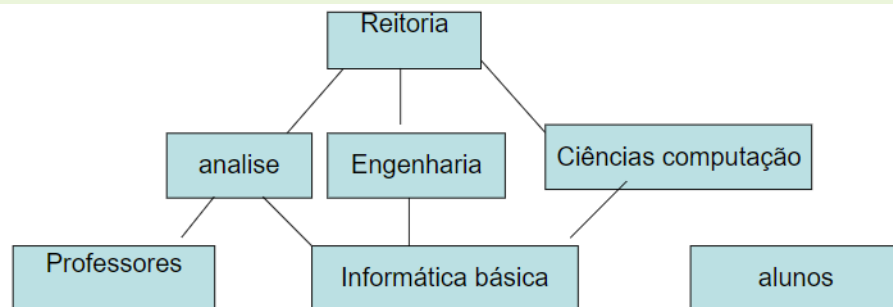 Reitoria
analise
Engenharia
Ciências computação
Professores
Informática básica
alunos